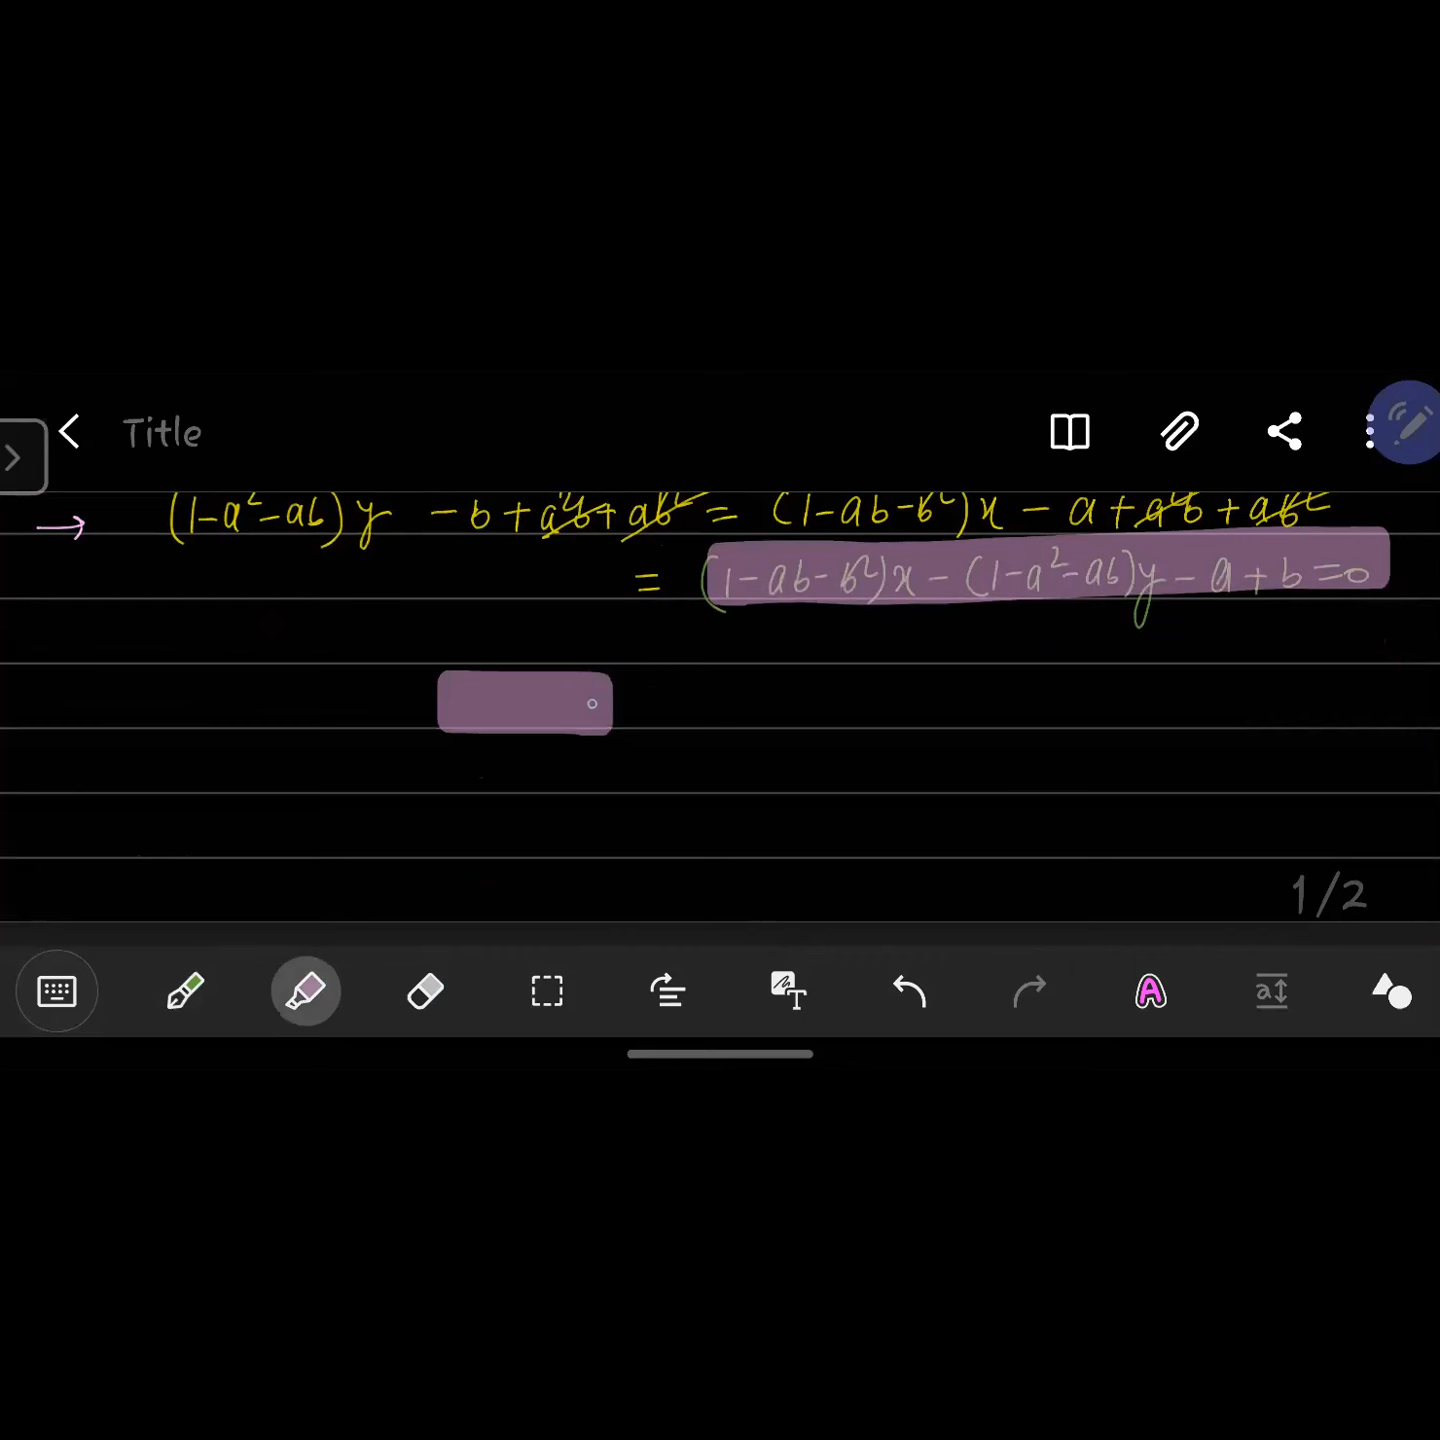 Title
→ (1-a²-ab)y -b+a²b+ab² = (1-ab-b²)x - a+a²b+ab²
= (1-ab-b²)x-(1-a²-ab)y-a+b=0
1/2